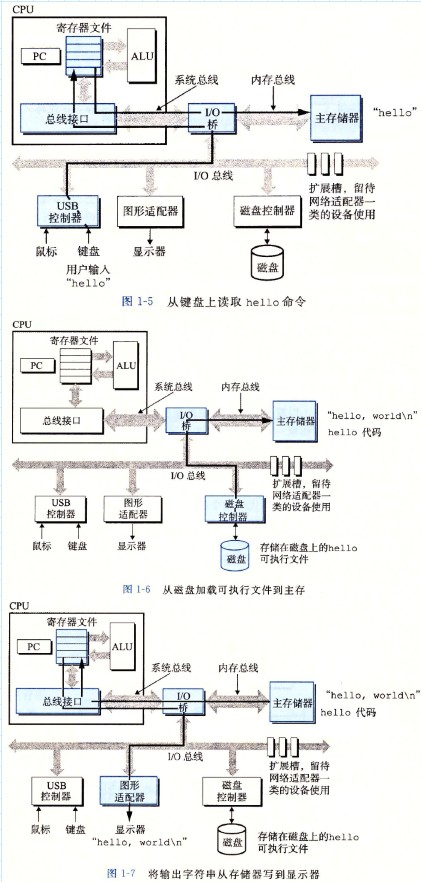 CPU
寄存器文件
PC
ALU
系统总线
内存总线
总线接口
I/O
桥
主存储器
"hello"
I/O 总线
扩展槽，留待
网络适配器一
类的设备使用
USB
控制器
图形适配器
磁盘控制器
鼠标
键盘
显示器
磁盘
用户输入
"hello"
图 1-5 从键盘上读取 hello 命令
CPU
寄存器文件
PC
ALU
系统总线
内存总线
总线接口
I/O
桥
主存储器
"hello, world\n"
hello 代码
I/O 总线
扩展槽，留待
网络适配器一
类的设备使用
USB
控制器
图形
适配器
磁盘
控制器
鼠标
键盘
显示器
磁盘
存储在磁盘上的hello
可执行文件
图 1-6 从磁盘加载可执行文件到主存
CPU
寄存器文件
PC
ALU
系统总线
内存总线
总线接口
I/O
桥
主存储器
"hello, world\n"
hello 代码
I/O 总线
扩展槽，留待
网络适配器一
类的设备使用
USB
控制器
图形
适配器
磁盘
控制器
鼠标
键盘
显示器
"hello, world\n"
磁盘
存储在磁盘上的hello
可执行文件
图 1-7 将输出字符串从存储器写到显示器